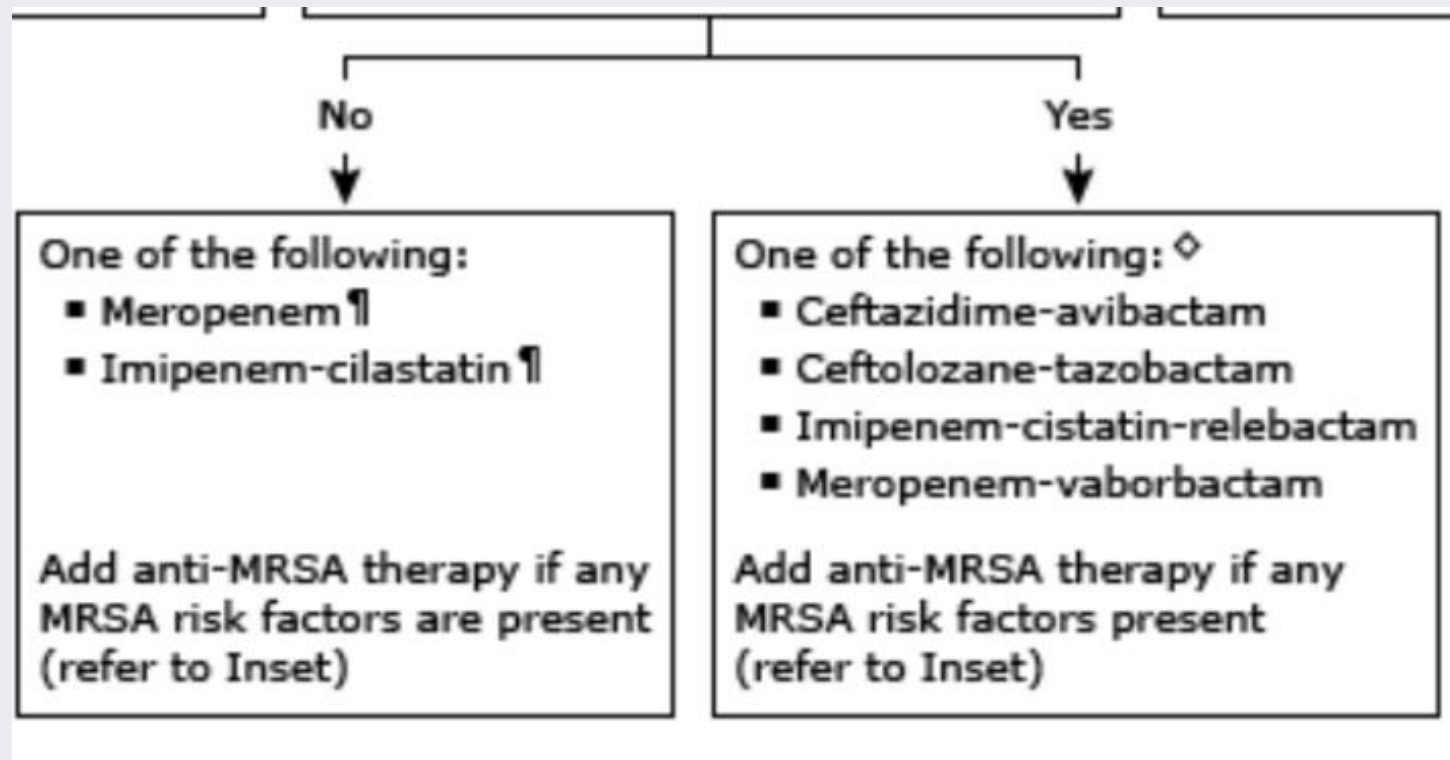 No
Yes
One of the following:
▪ Meropenem¶
▪ Imipenem-cilastatin¶
Add anti-MRSA therapy if any
MRSA risk factors are present
(refer to Inset)
One of the following:◇
▪ Ceftazidime-avibactam
▪ Ceftolozane-tazobactam
▪ Imipenem-cistatin-relebactam
▪ Meropenem-vaborbactam
Add anti-MRSA therapy if any
MRSA risk factors present
(refer to Inset)